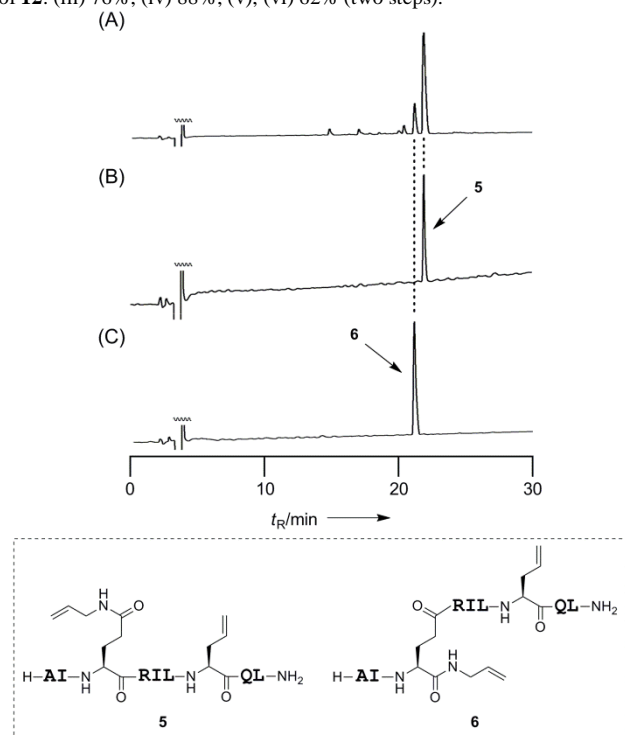 of 12: (iii) 76%; (iv) 88%; (v), (vi) 82% (two steps).
(A)
(B)
5
(C)
6
0 10 20 30
tR/min
H N O
O RIL N H O QL NH2
H AI N H O RIL N H O QL NH2
H AI N H O H N
5 6